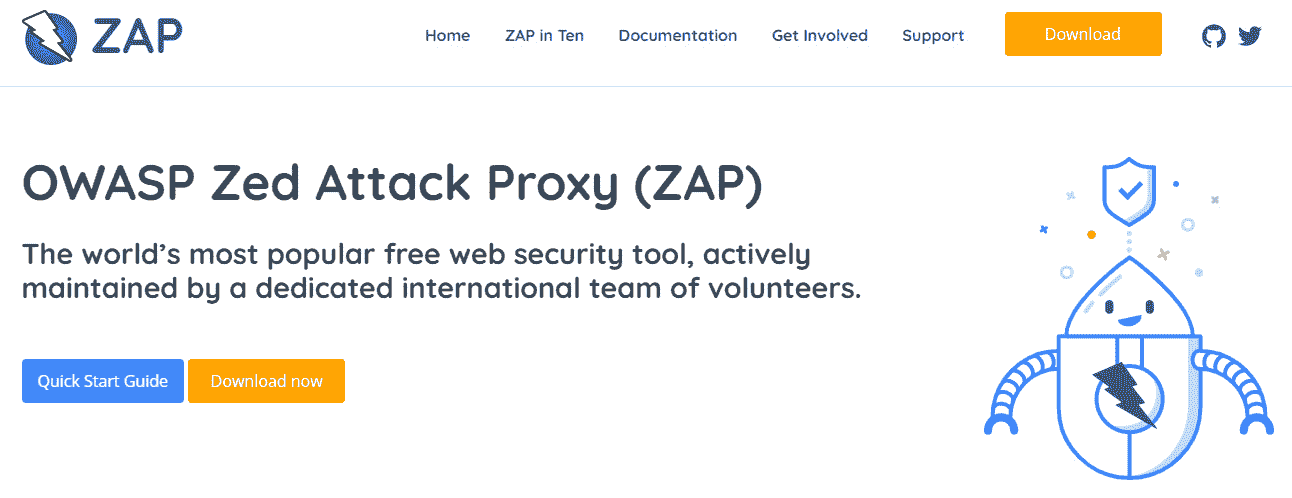 ZAP
Home
ZAP in Ten
Documentation
Get Involved
Support
Download
OWASP Zed Attack Proxy (ZAP)
The world's most popular free web security tool, actively
maintained by a dedicated international team of volunteers.
Quick Start Guide
Download now